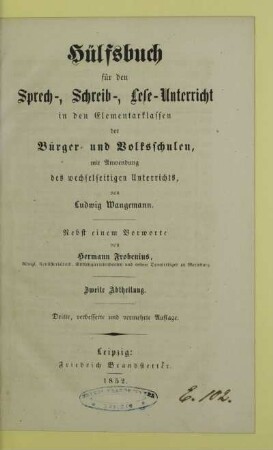 Hülfsbuch
für den
Sprech-, Schreib-, Lese-Unterricht
in den Elementarklassen
der
Bürger- und Volksschulen,
mit Anwendung
des wechselseitigen Unterrichts,
von
Ludwig Wangemann.
Nebst einem Vorworte
von
Hermann Frobenius,
Zweite Abtheilung.
Dritte, verbesserte und vermehrte Auflage.
Leipzig:
Friedrich Brandstetter.
1852.
E. 102.